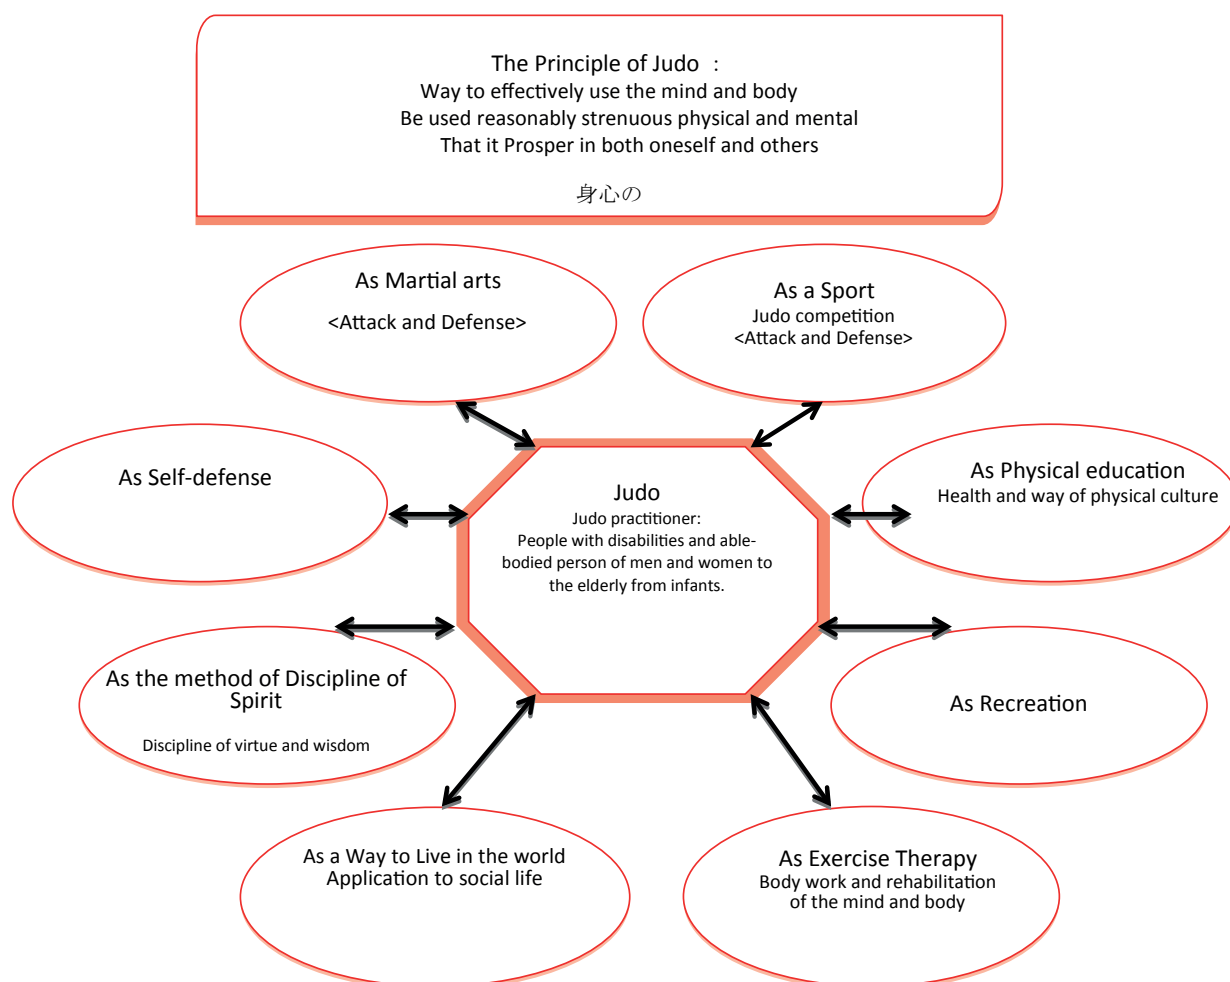 The Principle of Judo ：
Way to effectively use the mind and body
Be used reasonably strenuous physical and mental
That it Prosper in both oneself and others
身心の
As Martial arts
<Attack and Defense>
As a Sport
Judo competition
<Attack and Defense>
As Self-defense
As Physical education
Health and way of physical culture
Judo
Judo practitioner:
People with disabilities and able-
bodied person of men and women to
the elderly from infants.
As the method of Discipline of
Spirit
Discipline of virtue and wisdom
As Recreation
As a Way to Live in the world
Application to social life
As Exercise Therapy
Body work and rehabilitation
of the mind and body